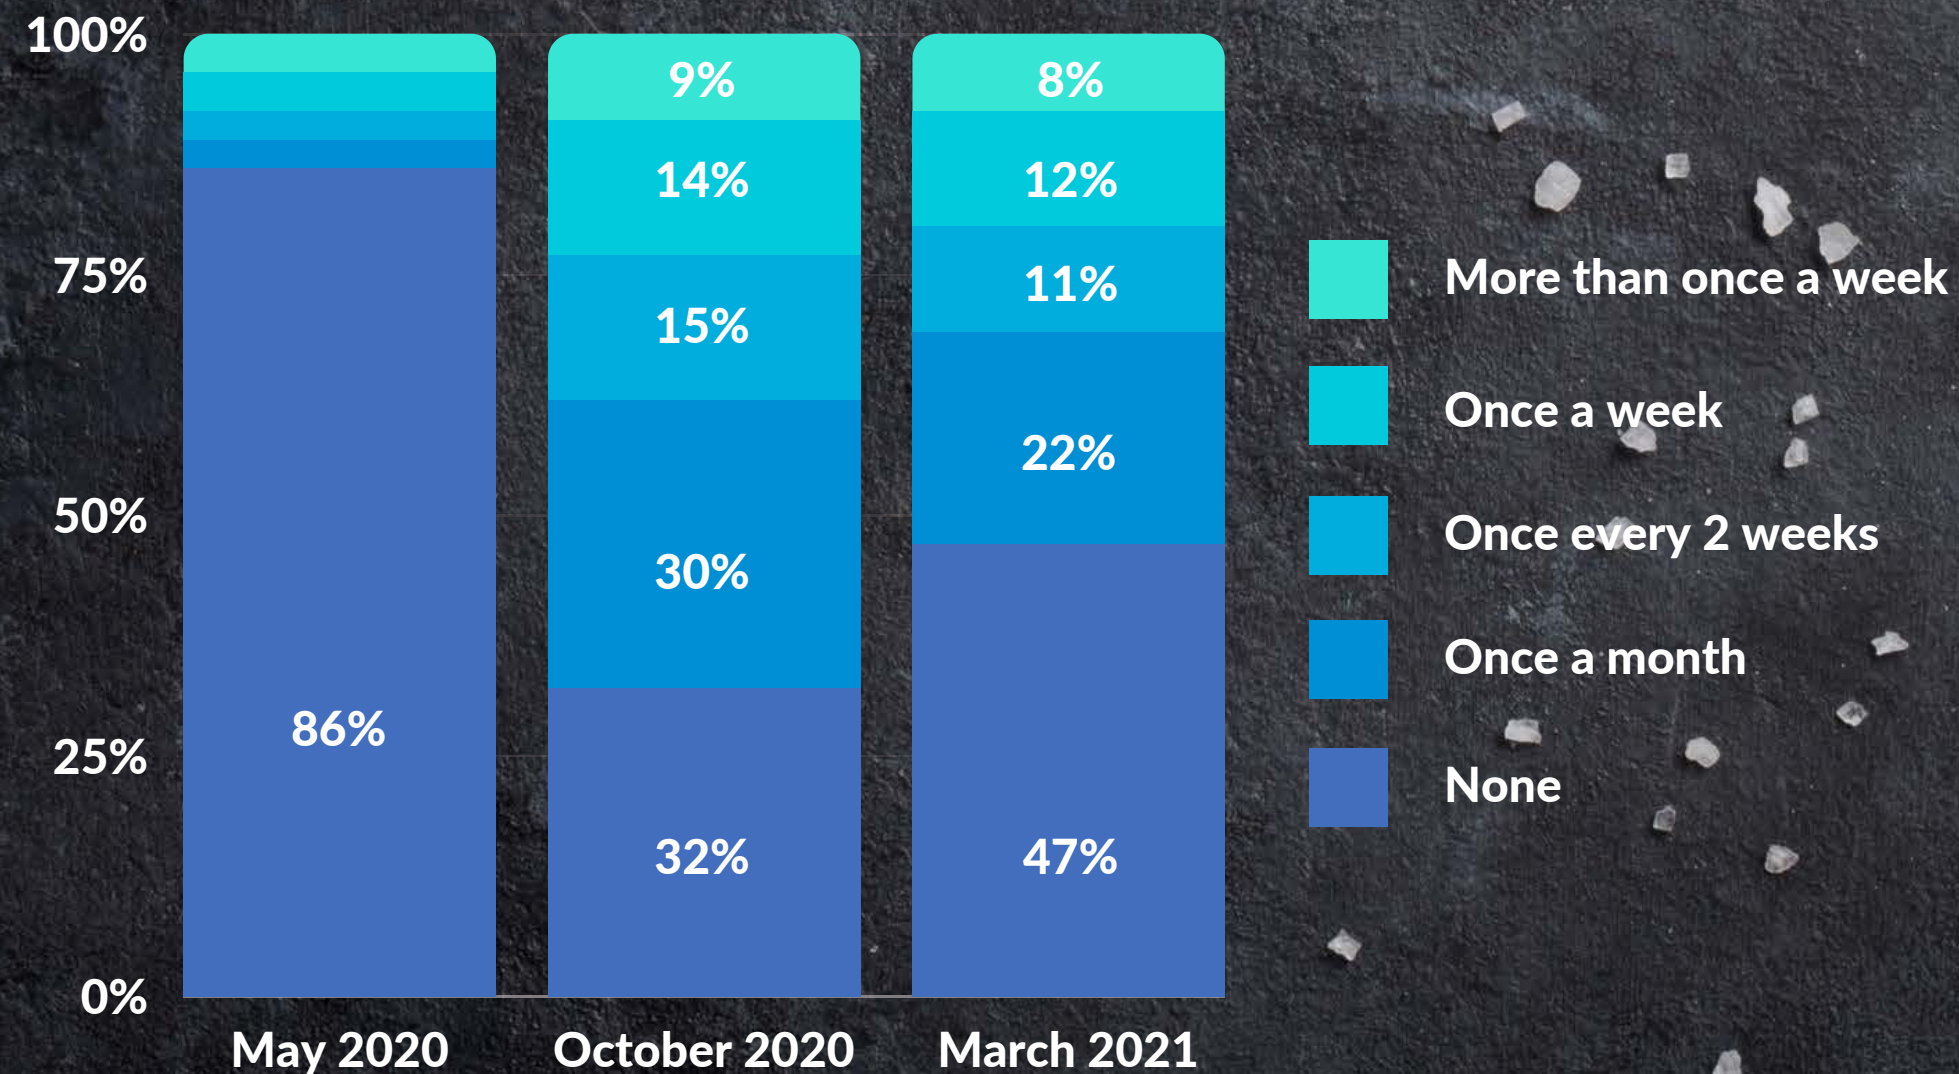 100%
75%
50%
25%
0%
86%
May 2020
9%
14%
15%
30%
32%
October 2020
8%
12%
11%
22%
47%
March 2021
More than once a week
Once a week
Once every 2 weeks
Once a month
None